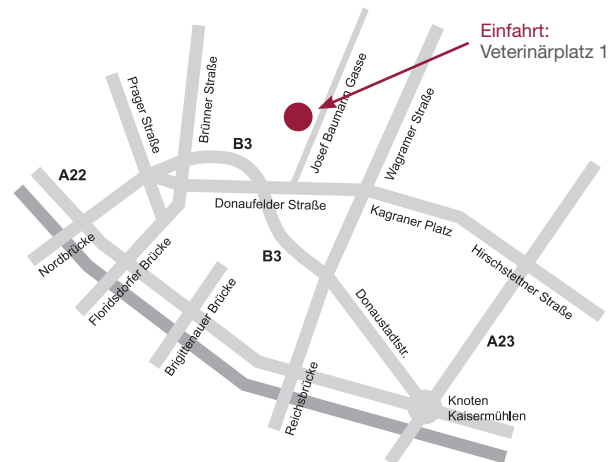 Einfahrt:
Veterinärplatz 1
Josef Baumann Gasse
Brünner Straße
Prager Straße
Wagramer Straße
B3
A22
Donaufelder Straße
Kagraner Platz
Nordbrücke
Floridsdorfer Brücke
B3
Hirschstettner Straße
Brigittenauer Brücke
Donaustadtstr.
A23
Reichsbrücke
Knoten
Kaisermühlen